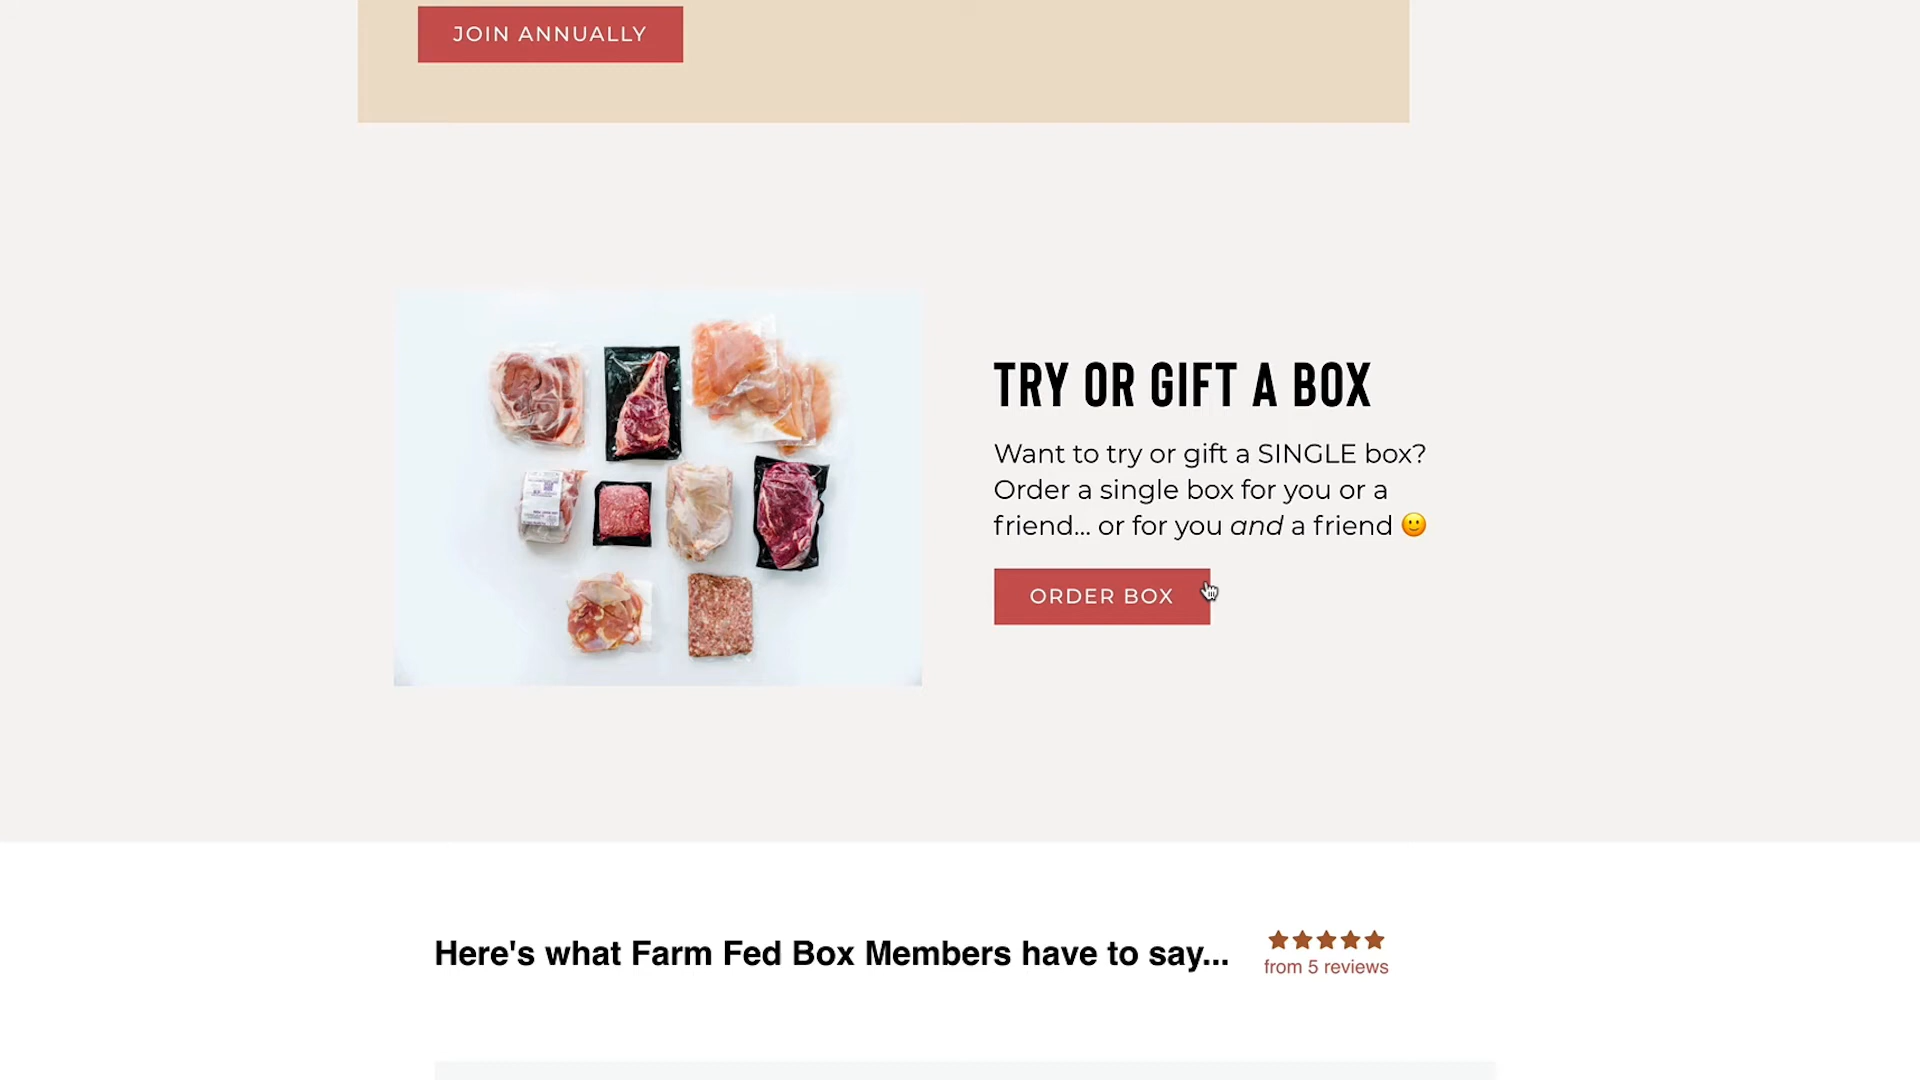 JOIN ANNUALLY
TRY OR GIFT A BOX
Want to try or gift a SINGLE box?
Order a single box for you or a
friend... or for you and a friend 🙂
ORDER BOX
Here's what Farm Fed Box Members have to say...
from 5 reviews